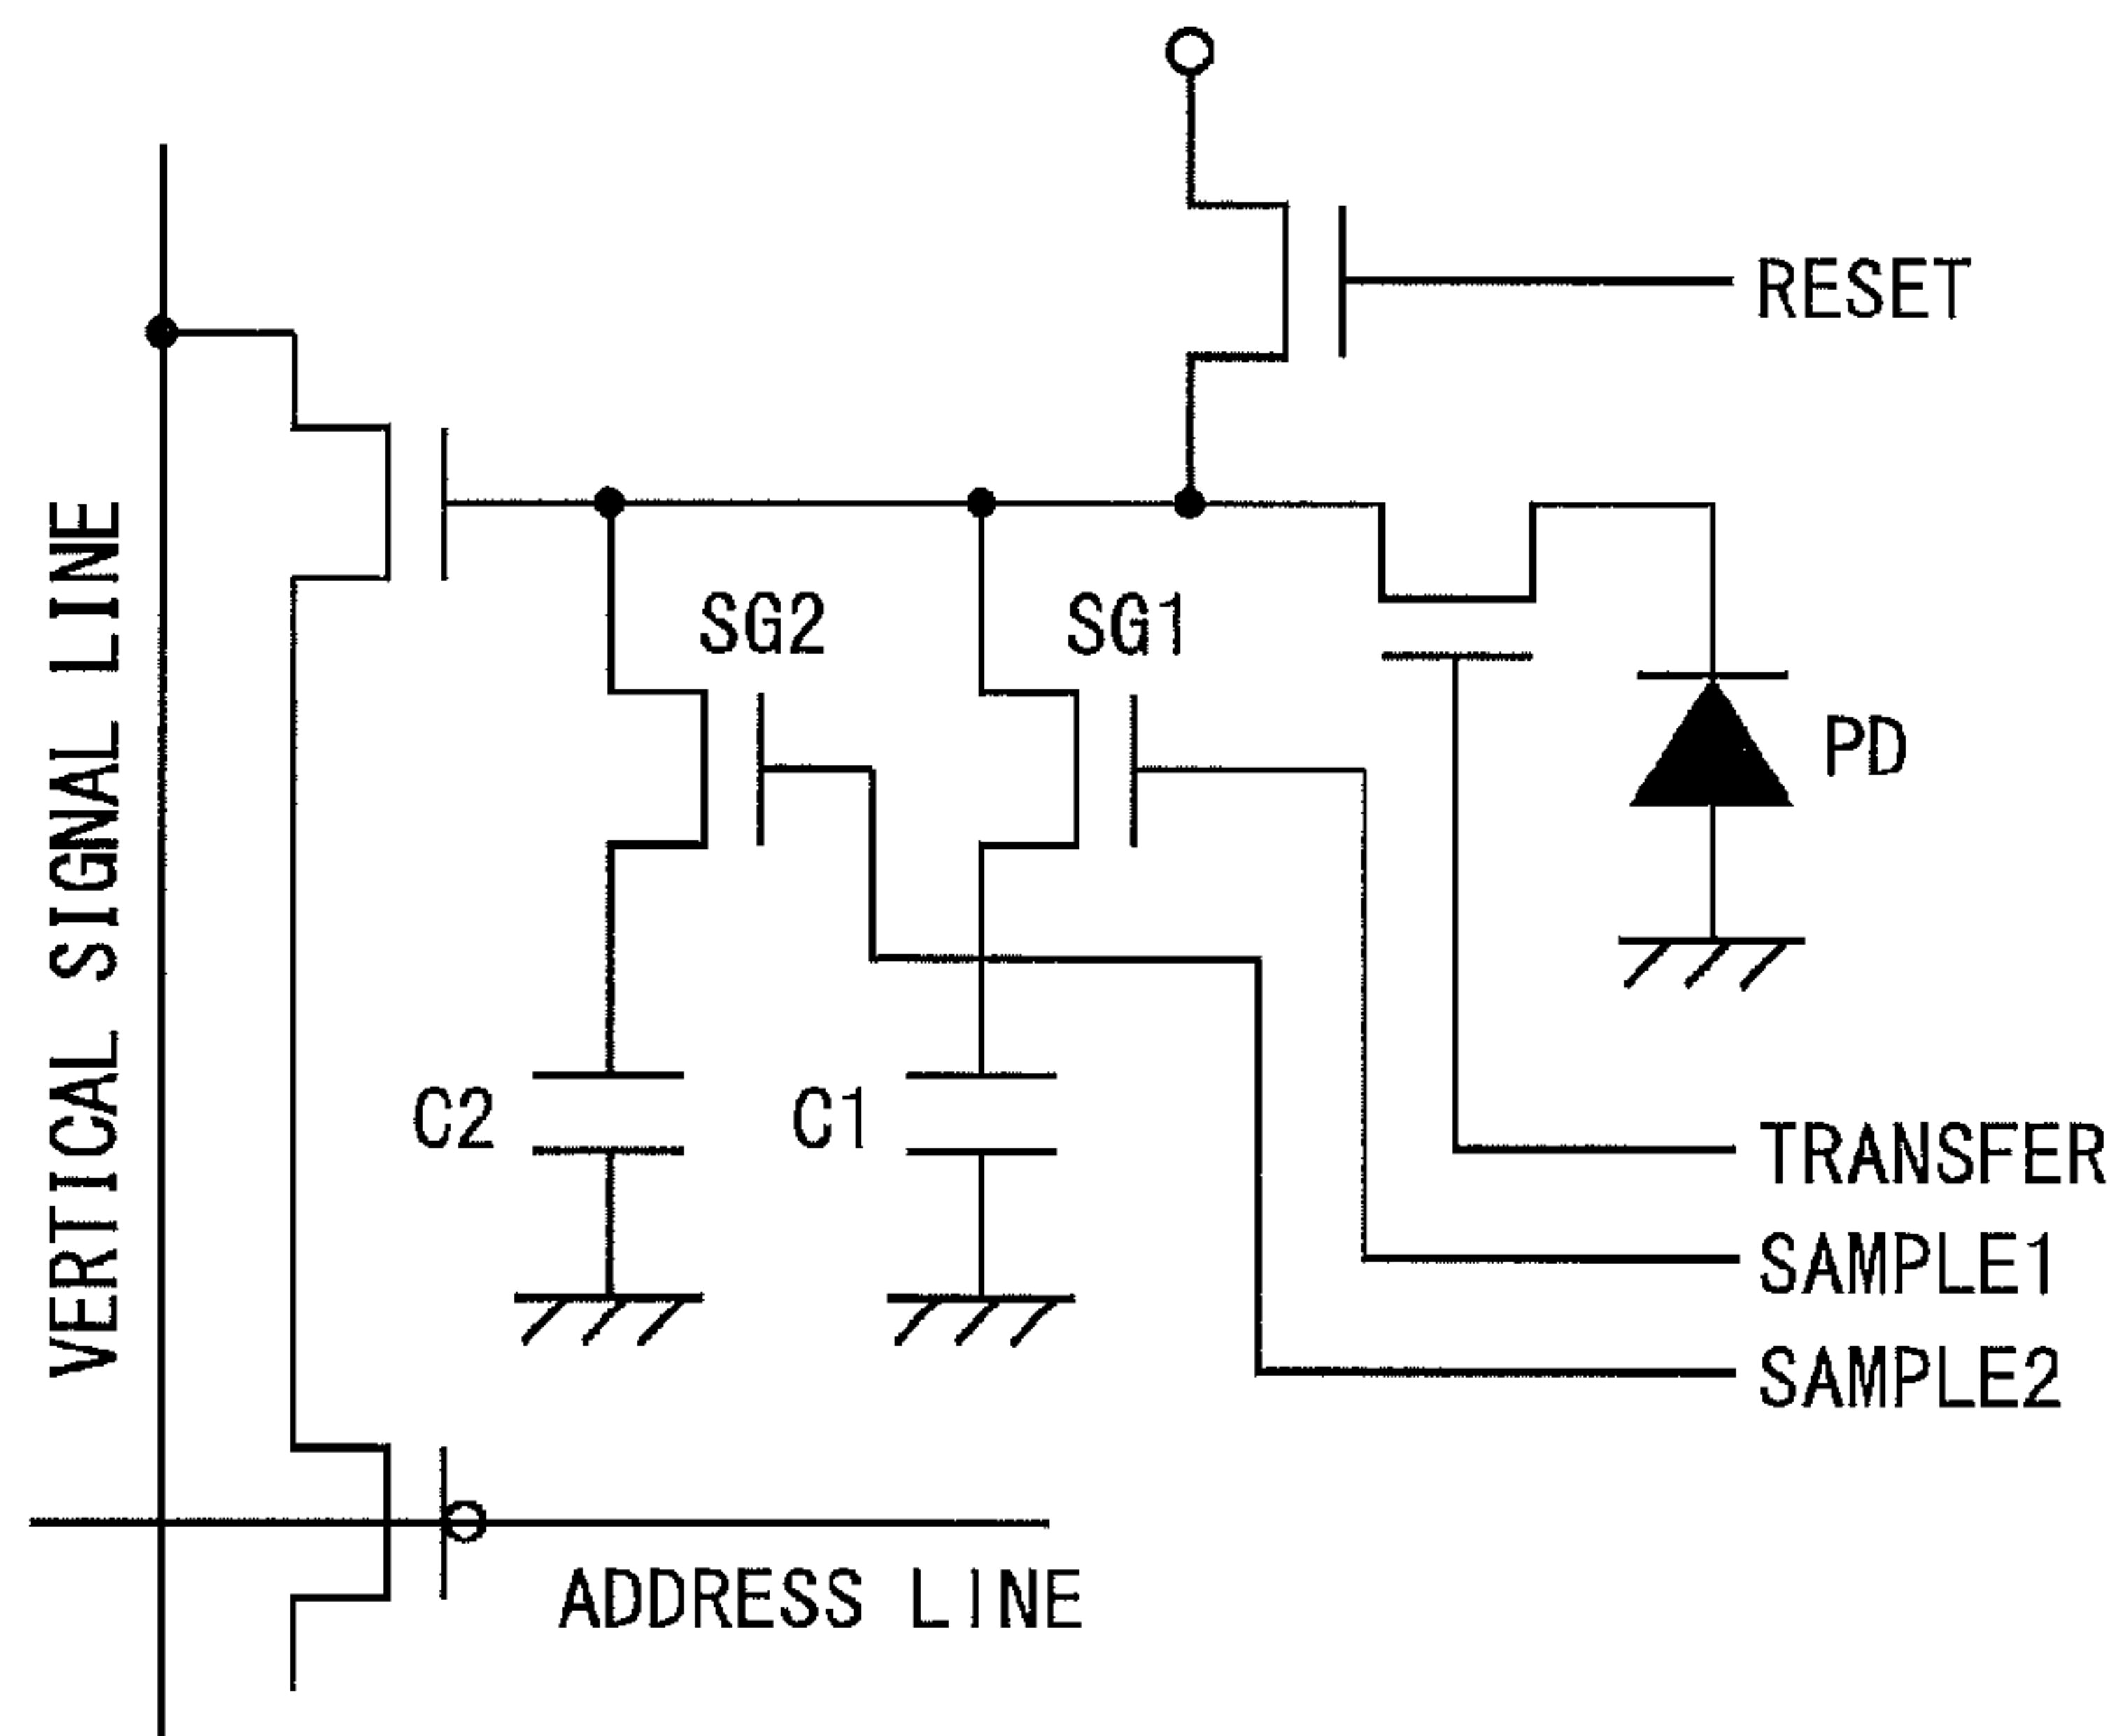 RESET
VERTICAL SIGNAL LINE
SG2
SG1
PD
C2
C1
TRANSFER
SAMPLE1
SAMPLE2
ADDRESS LINE